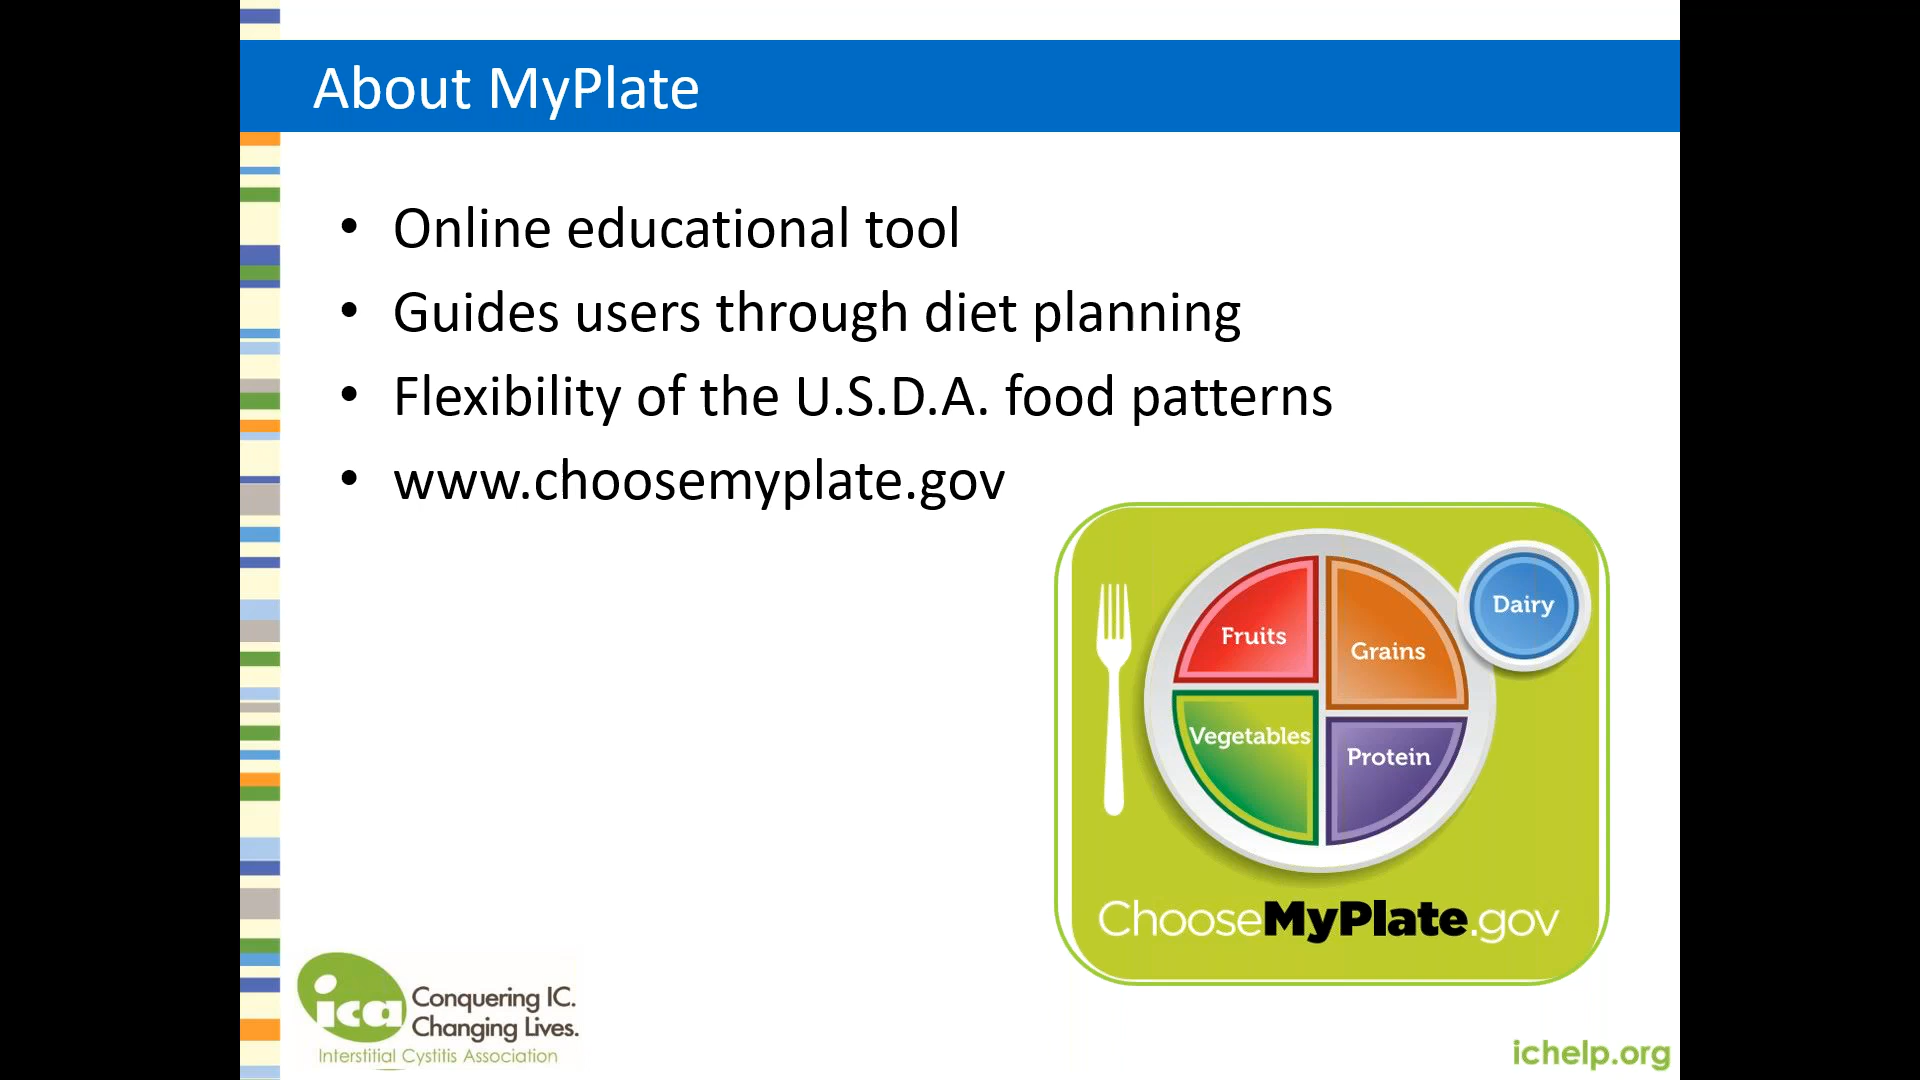 About MyPlate
• Online educational tool
• Guides users through diet planning
• Flexibility of the U.S.D.A. food patterns
• www.choosemyplate.gov
Dairy
Fruits
Grains
Vegetables
Protein
ChooseMyPlate.gov
ica
Conquering IC.
Changing Lives.
Interstitial Cystitis Association
ichelp.org